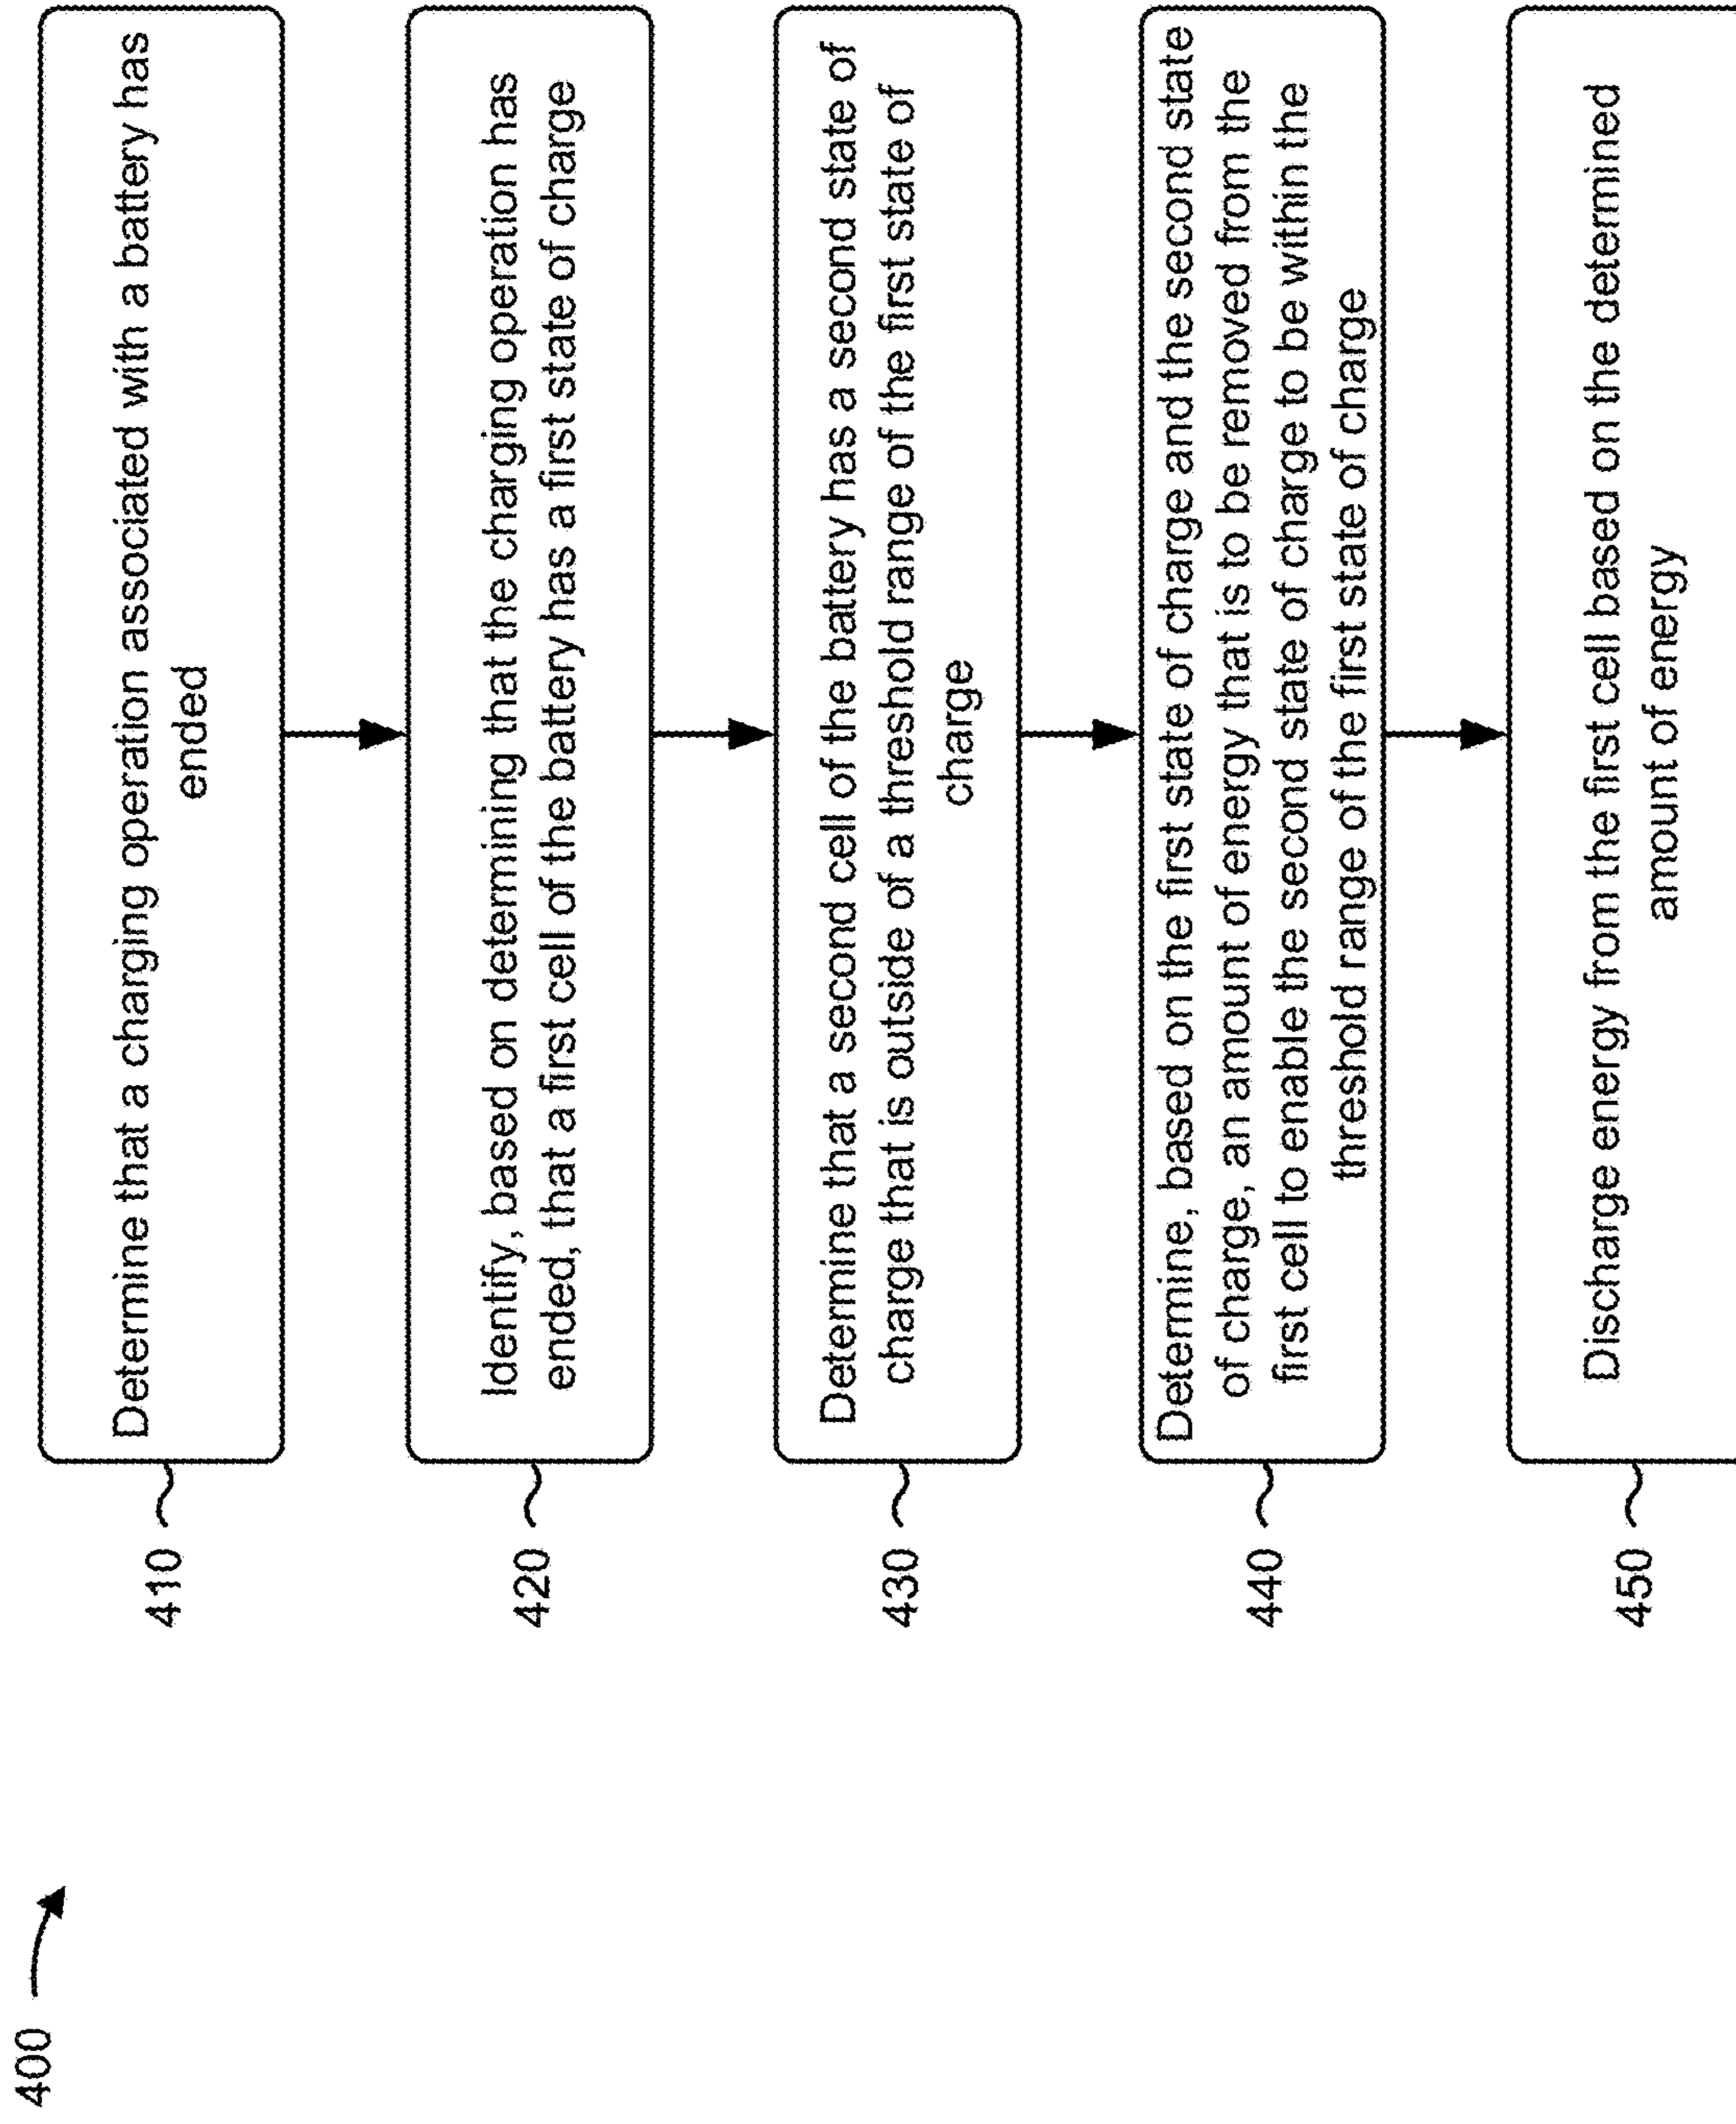 400
410
Determine that a charging operation associated with a battery has
ended
420
Identify, based on determining that the charging operation has
ended, that a first cell of the battery has a first state of charge
430
Determine that a second cell of the battery has a second state of
charge that is outside of a threshold range of the first state of
charge
440
Determine, based on the first state of charge and the second state
of charge, an amount of energy that is to be removed from the
first cell to enable the second state of charge to be within the
threshold range of the first state of charge
450
Discharge energy from the first cell based on the determined
amount of energy